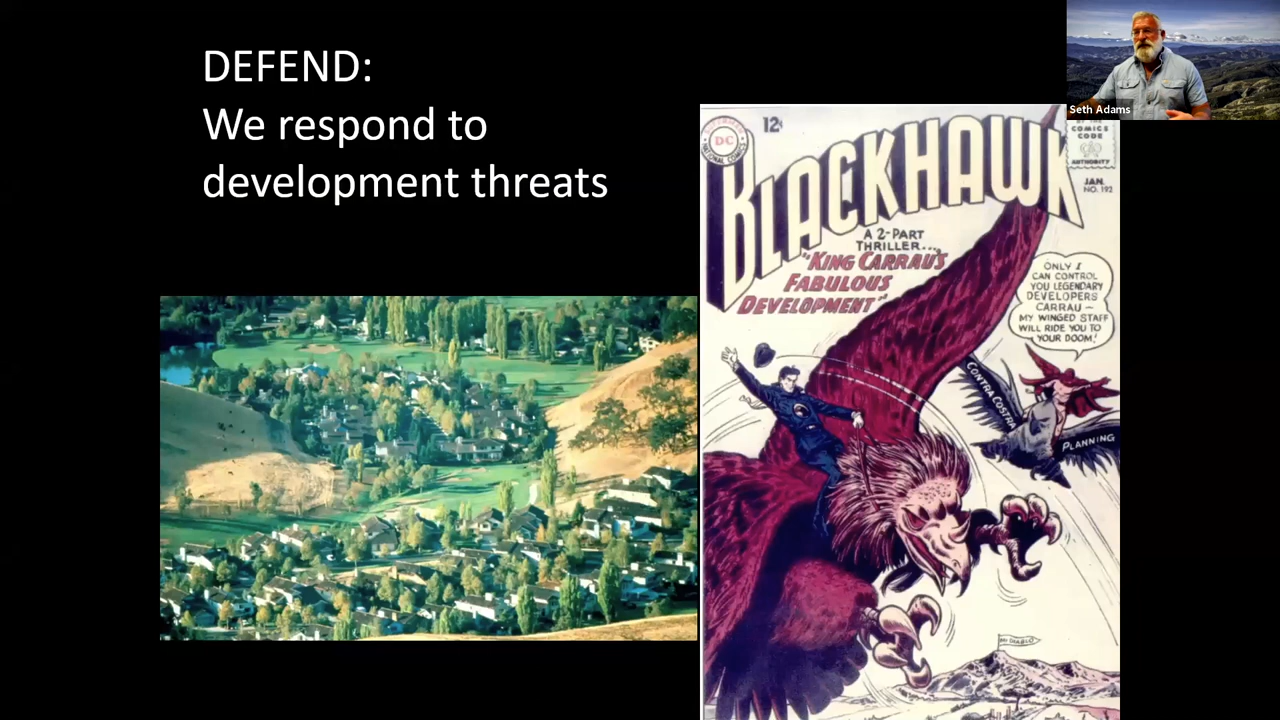 DEFEND:
We respond to
development threats
Seth Adams
SUPERMAN
DC
NATIONAL COMICS
12¢
BY THE
COMICS
CODE
AUTHORITY
JAN.
NO. 192
BLACKHAWK
A 2-PART
THRILLER...
"KING CARRAU'S
FABULOUS
DEVELOPMENT"
ONLY I
CAN CONTROL
YOU LEGENDARY
DEVELOPERS
CARRAU –
MY WINGED STAFF
WILL RIDE YOU TO
YOUR DOOM!
CONTRA COSTA
PLANNING
MT DIABLO